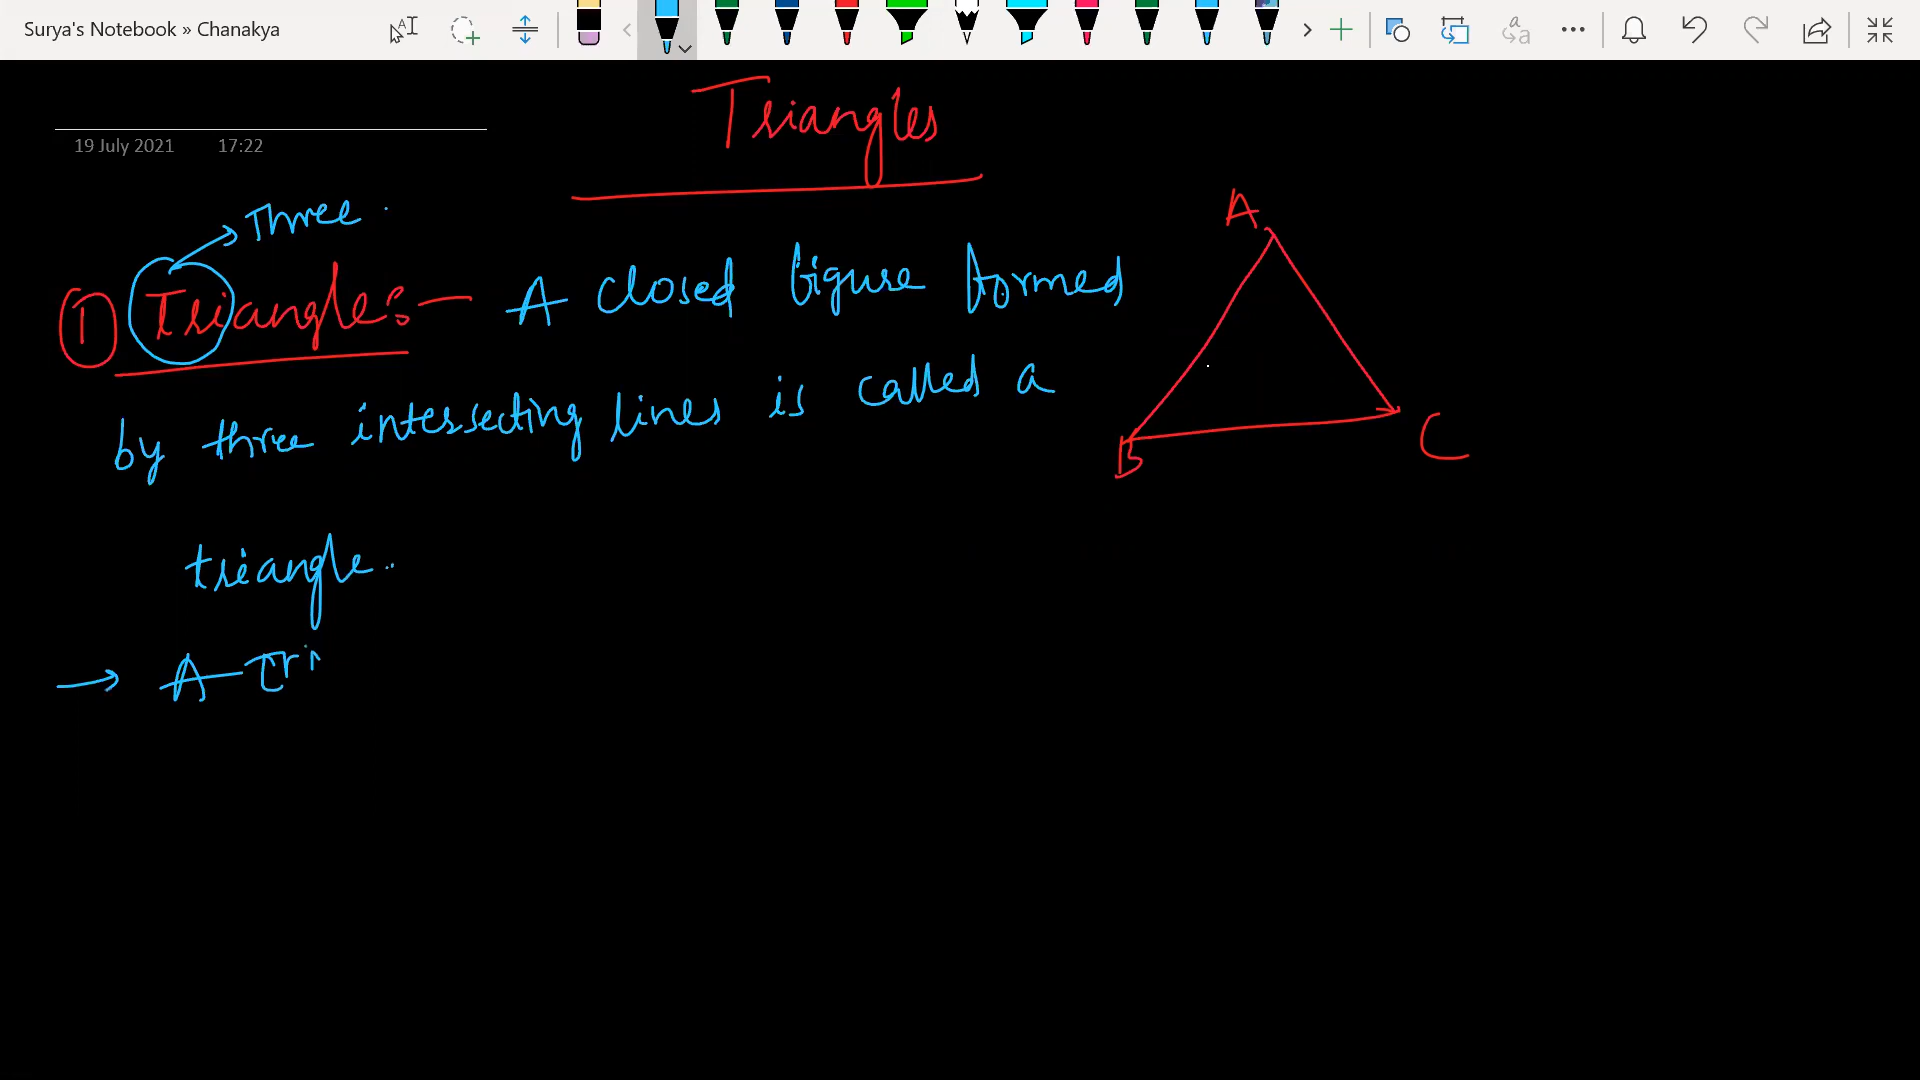 Surya's Notebook » Chanakya
Triangles
19 July 2021 17:22
Three.
① Triangles — A closed figure formed
by three intersecting lines is called a
triangle.
→ A Tri
A
B
C